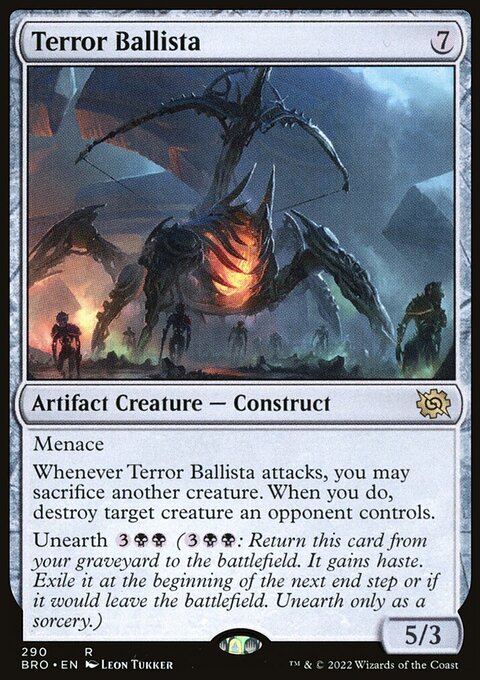 Terror Ballista 7
Artifact Creature — Construct
Menace
Whenever Terror Ballista attacks, you may
sacrifice another creature. When you do,
destroy target creature an opponent controls.
Unearth 3 (3: Return this card from
your graveyard to the battlefield. It gains haste.
Exile it at the beginning of the next end step or if
it would leave the battlefield. Unearth only as a
sorcery.)
5/3
290 R
BRO • EN LEON TUKKER
™ & © 2022 Wizards of the Coast